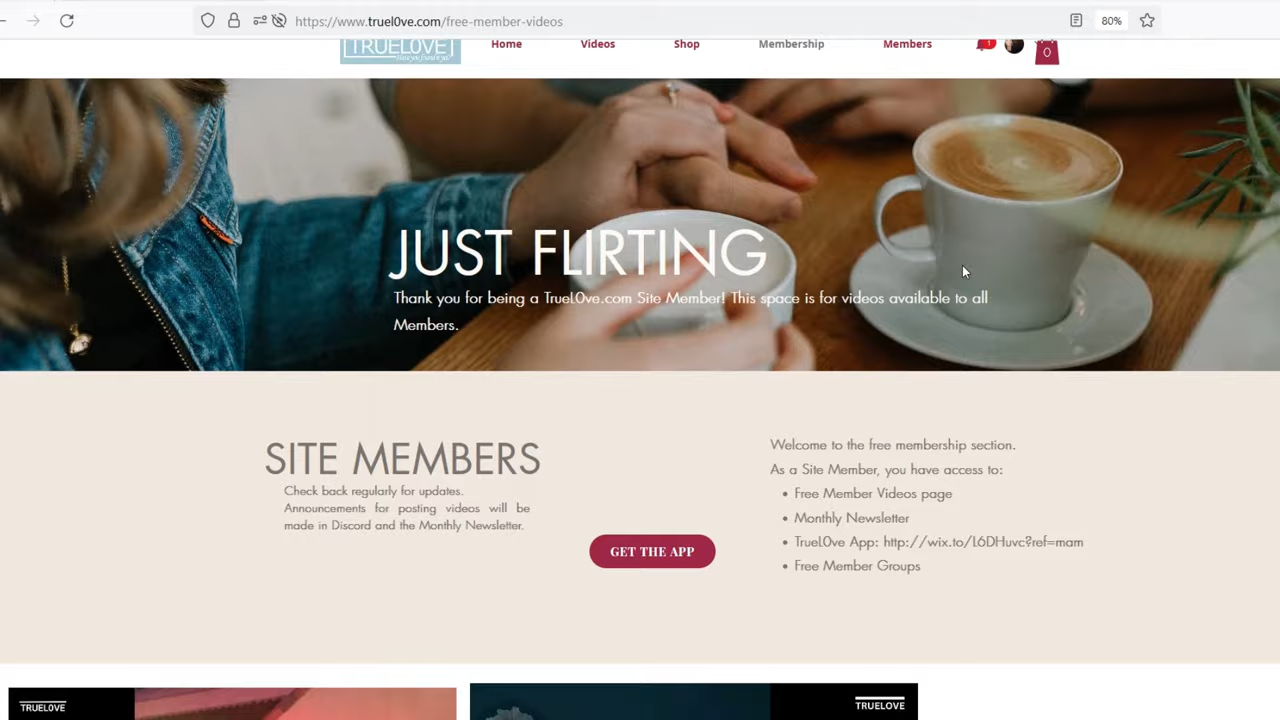 https://www.truel0ve.com/free-member-videos
80%
TRUEL0VE
Home
Videos
Shop
Membership
Members
1
0
JUST FLIRTING
Thank you for being a TrueL0ve.com Site Member! This space is for videos available to all
Members.
SITE MEMBERS
Check back regularly for updates.
Announcements for posting videos will be
made in Discord and the Monthly Newsletter.
GET THE APP
Welcome to the free membership section.
As a Site Member, you have access to:
• Free Member Videos page
• Monthly Newsletter
• TrueL0ve App: http://wix.to/L6DHuvc?ref=mam
• Free Member Groups
TRUEL0VE
TRUEL0VE